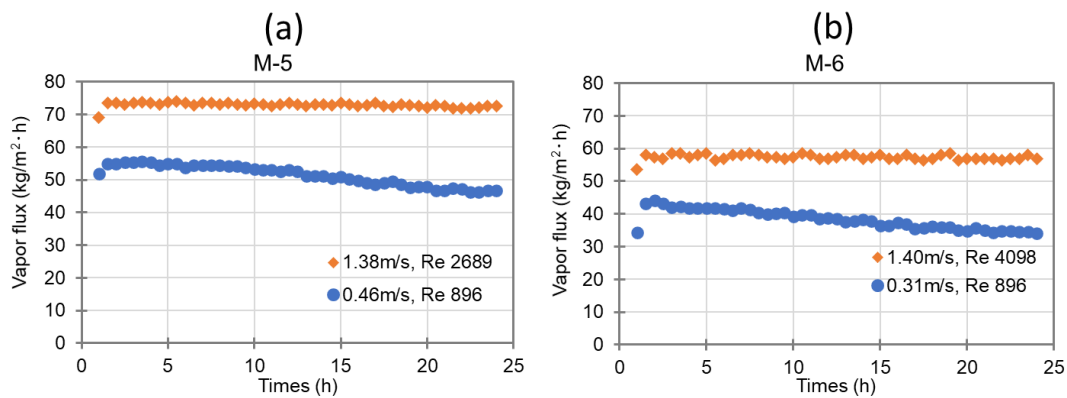 (a)
M-5
Vapor flux (kg/m²·h)
80
70
60
50
40
30
20
10
0
1.38m/s, Re 2689
0.46m/s, Re 896
0 5 10 15 20 25
Times (h)
(b)
M-6
Vapor flux (kg/m²·h)
80
70
60
50
40
30
20
10
0
1.40m/s, Re 4098
0.31m/s, Re 896
0 5 10 15 20 25
Times (h)